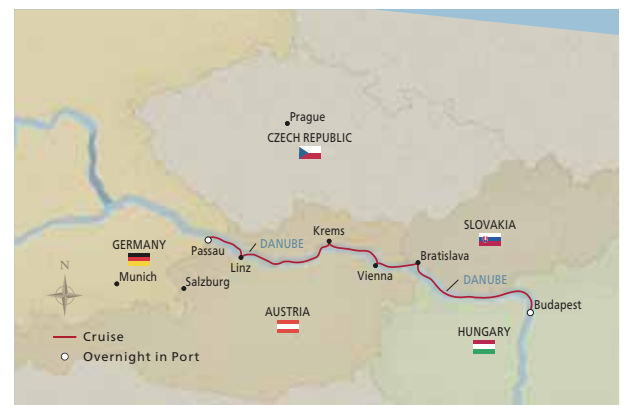 Prague
CZECH REPUBLIC
Krems
SLOVAKIA
GERMANY
Passau
DANUBE
Linz
Vienna
Bratislava
N
Munich
Salzburg
DANUBE
Budapest
AUSTRIA
HUNGARY
Cruise
Overnight in Port